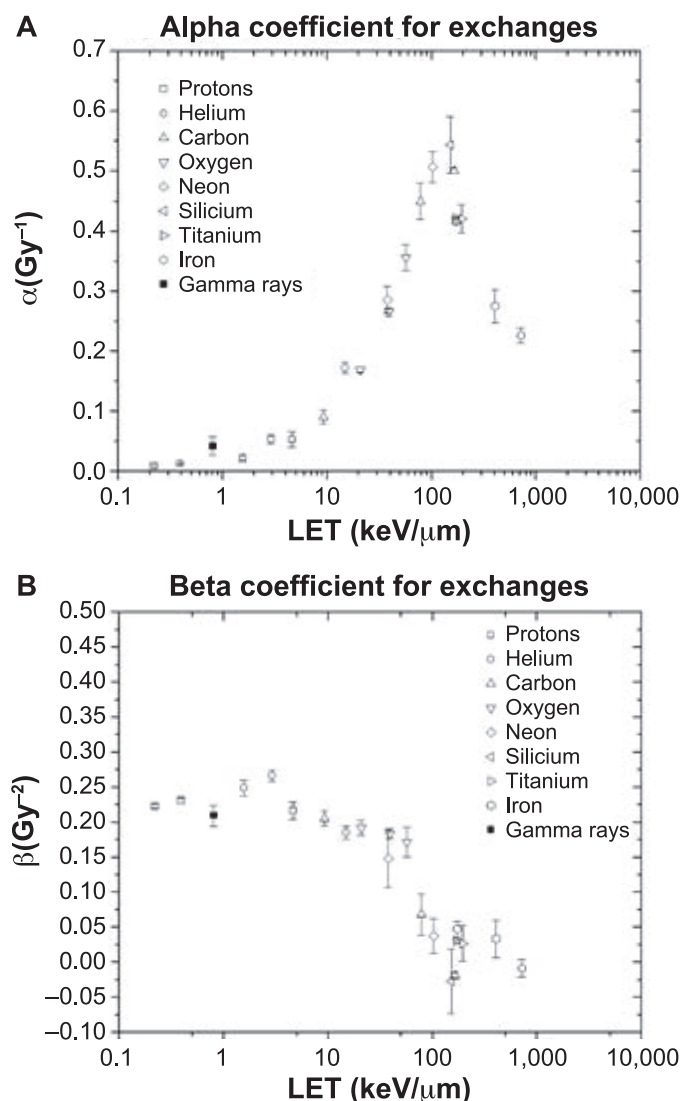 A Alpha coefficient for exchanges
0.7
0.6
0.5
0.4
0.3
0.2
0.1
0.0
α(Gy⁻¹)
Protons
Helium
Carbon
Oxygen
Neon
Silicium
Titanium
Iron
Gamma rays
0.1 1 10 100 1,000 10,000
LET (keV/μm)
B Beta coefficient for exchanges
0.50
0.45
0.40
0.35
0.30
0.25
0.20
0.15
0.10
0.05
0.00
–0.05
–0.10
β(Gy⁻²)
Protons
Helium
Carbon
Oxygen
Neon
Silicium
Titanium
Iron
Gamma rays
0.1 1 10 100 1,000 10,000
LET (keV/μm)